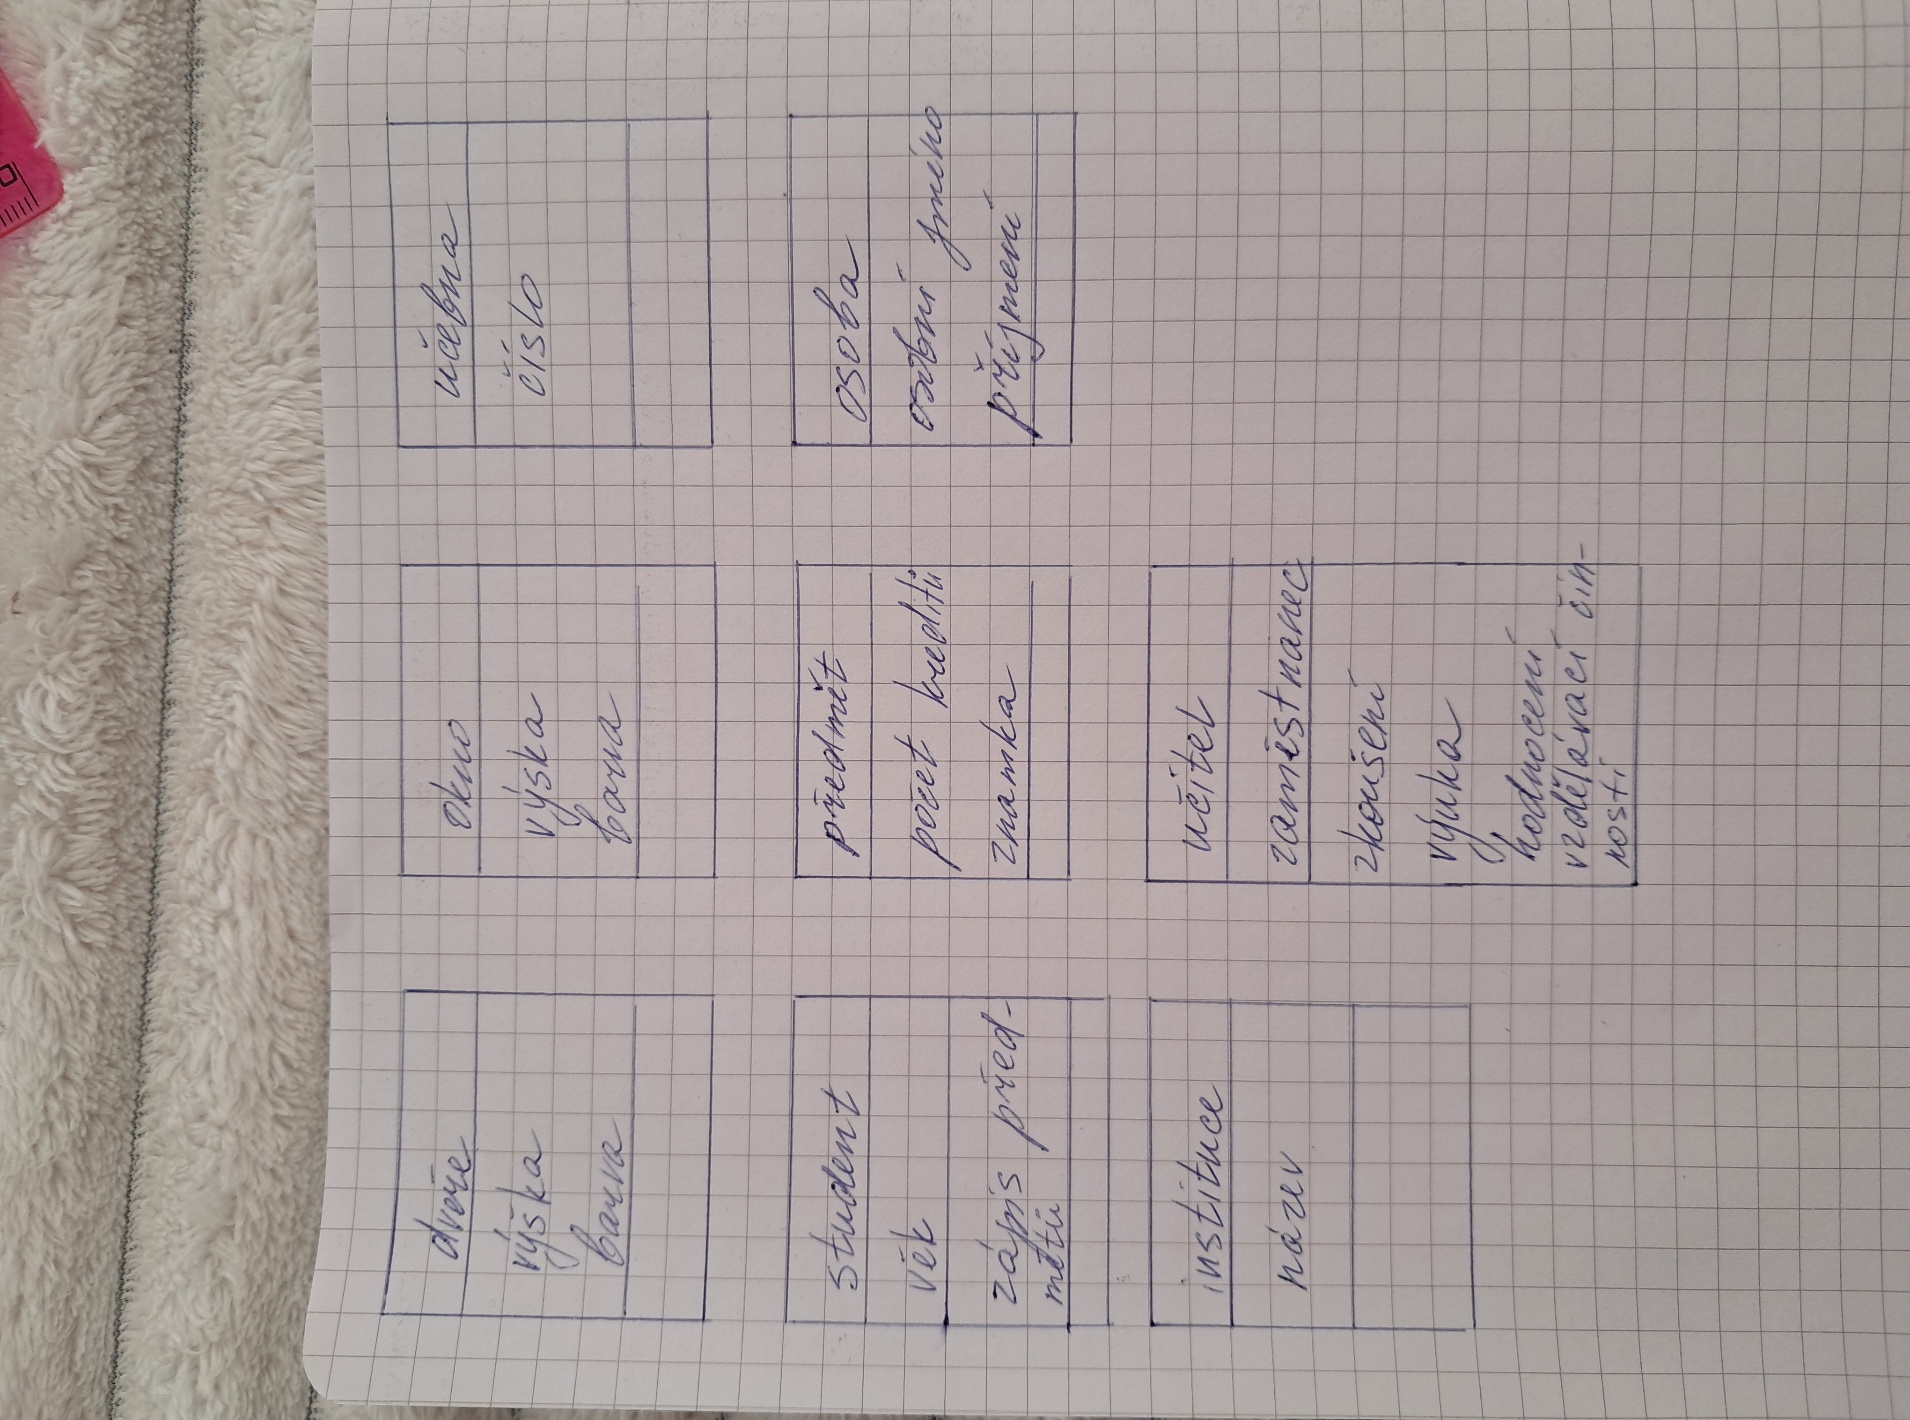 dveře
výška
barva
okno
výska
barva
učebna
číslo
student
věk
zápis před-
mětů
předmět
počet kreditů
známka
osoba
osobní jméno
příjmení
instituce
název
učitel
zaměstnanec
zkoušení
výuka
hodnocení
vzdělávací čin-
nosti